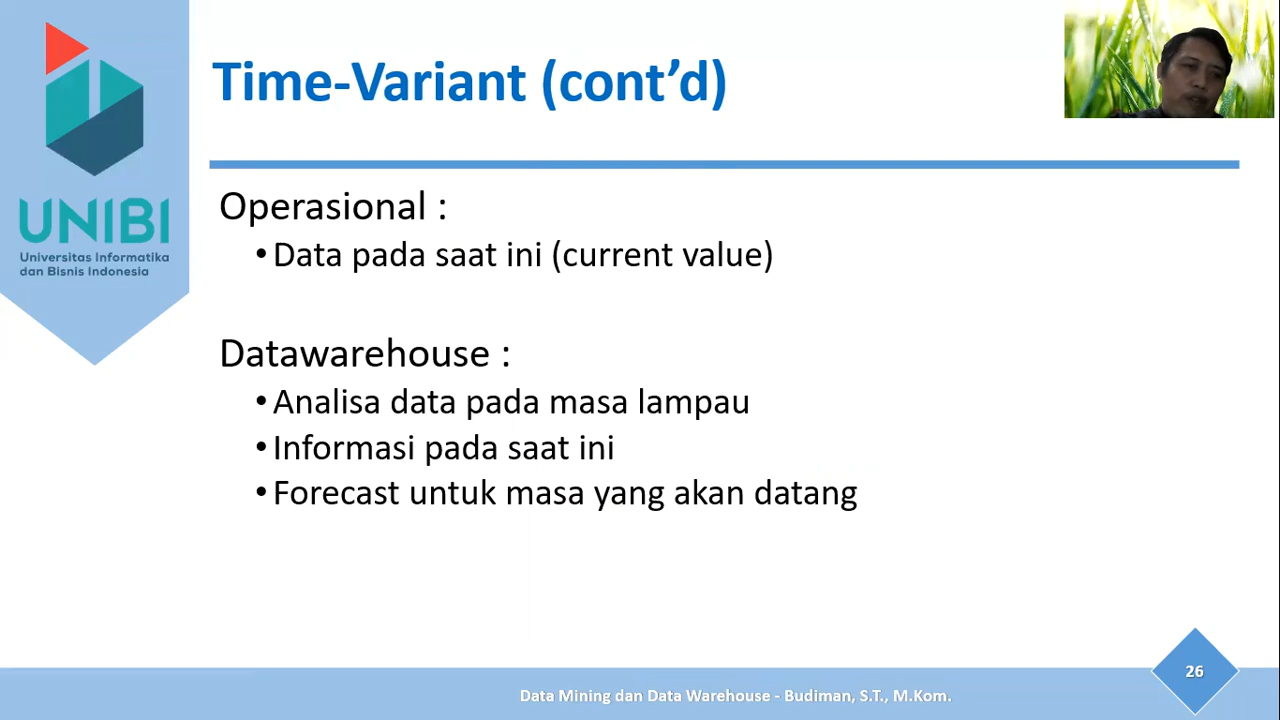 Time-Variant (cont’d)
UNIBI
Universitas Informatika
dan Bisnis Indonesia
Operasional :
•Data pada saat ini (current value)
Datawarehouse :
•Analisa data pada masa lampau
•Informasi pada saat ini
•Forecast untuk masa yang akan datang
Data Mining dan Data Warehouse - Budiman, S.T., M.Kom.
26